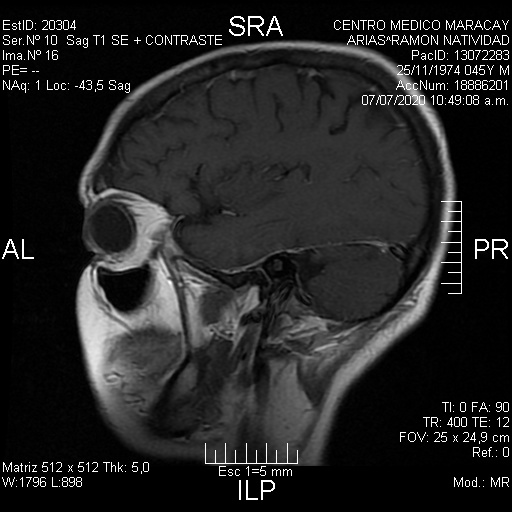 EstID: 20304
Ser.Nº 10 Sag T1 SE + CONTRASTE
Ima.Nº 16
PE= --
NAq: 1 Loc: -43,5 Sag
SRA
CENTRO MEDICO MARACAY
ARIAS^RAMON NATIVIDAD
PacID: 13072283
25/11/1974 045Y M
AccNum: 18886201
07/07/2020 10:49:08 a.m.
AL
PR
TI: 0 FA: 90
TR: 400 TE: 12
FOV: 25 x 24,9 cm
Ref.: 0
Mod.: MR
Matriz 512 x 512 Thk: 5,0
W:1796 L:898
Esc 1=5 mm
ILP